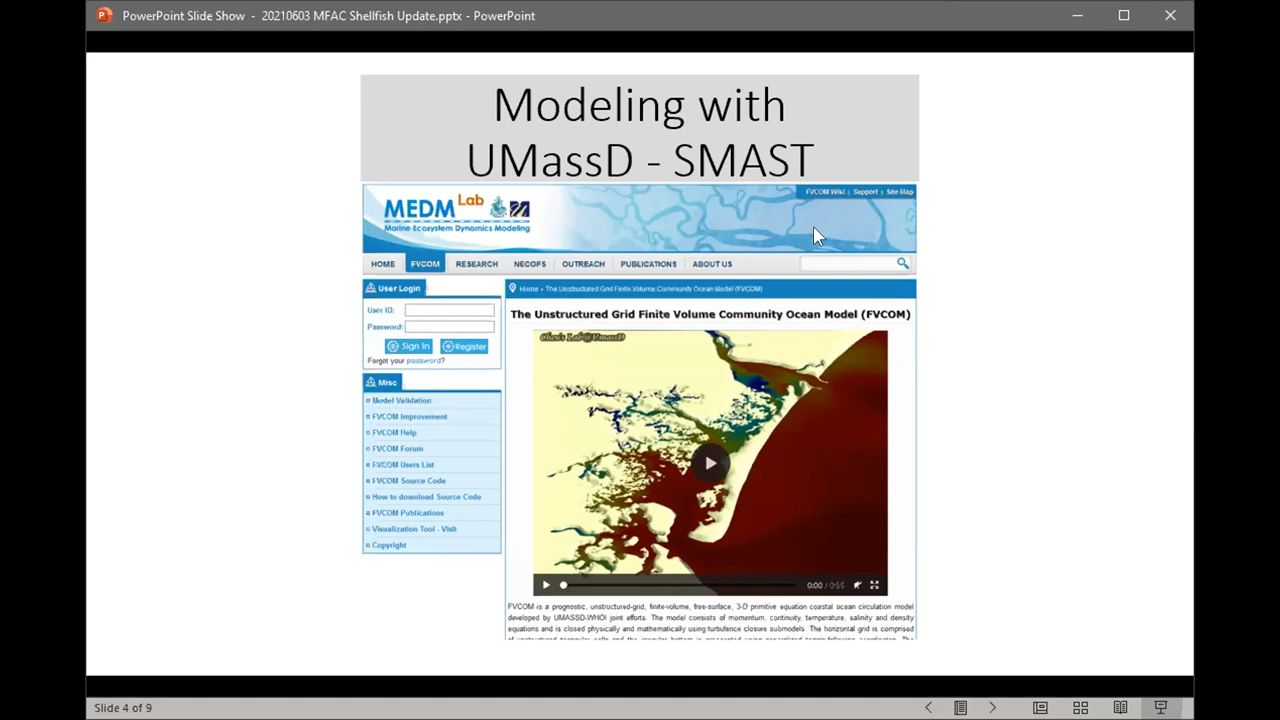 PowerPoint Slide Show - 20210603 MFAC Shellfish Update.pptx - PowerPoint
Modeling with
UMassD - SMAST
FVCOM Wiki | Support | Site Map
MEDM Lab
Marine Ecosystem Dynamics Modeling
HOME FVCOM RESEARCH NECOFS OUTREACH PUBLICATIONS ABOUT US
User Login
User ID:
Password:
Sign In Register
Forget your password?
Misc
Model Validation
FVCOM Improvement
FVCOM Help
FVCOM Forum
FVCOM Users List
FVCOM Source Code
How to download Source Code
FVCOM Publications
Visualization Tool - Visit
Copyright
Home » The Unstructured Grid Finite Volume Community Ocean Model (FVCOM)
The Unstructured Grid Finite Volume Community Ocean Model (FVCOM)
Chen's Lab@UmassD
0:00 / 0:55
FVCOM is a prognostic, unstructured-grid, finite-volume, free-surface, 3-D primitive equation coastal ocean circulation model
developed by UMASSD-WHOI joint efforts. The model consists of momentum, continuity, temperature, salinity and density
equations and is closed physically and mathematically using turbulence closure submodels. The horizontal grid is comprised
Slide 4 of 9